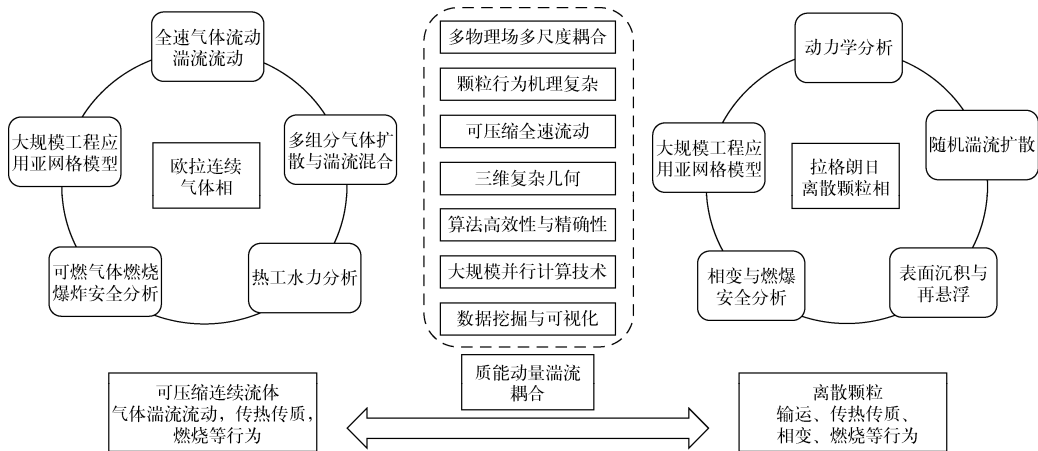 全速气体流动
湍流流动
大规模工程应
用亚网格模型
多组分气体扩
散与湍流混合
欧拉连续
气体相
可燃气体燃烧
爆炸安全分析
热工水力分析
多物理场多尺度耦合
颗粒行为机理复杂
可压缩全速流动
三维复杂几何
算法高效性与精确性
大规模并行计算技术
数据挖掘与可视化
动力学分析
大规模工程应
用亚网格模型
随机湍流扩散
拉格朗日
离散颗粒相
相变与燃爆
安全分析
表面沉积与
再悬浮
可压缩连续流体
气体湍流流动，传热传质，
燃烧等行为
质能动量湍流
耦合
离散颗粒
输运、传热传质、
相变、燃烧等行为